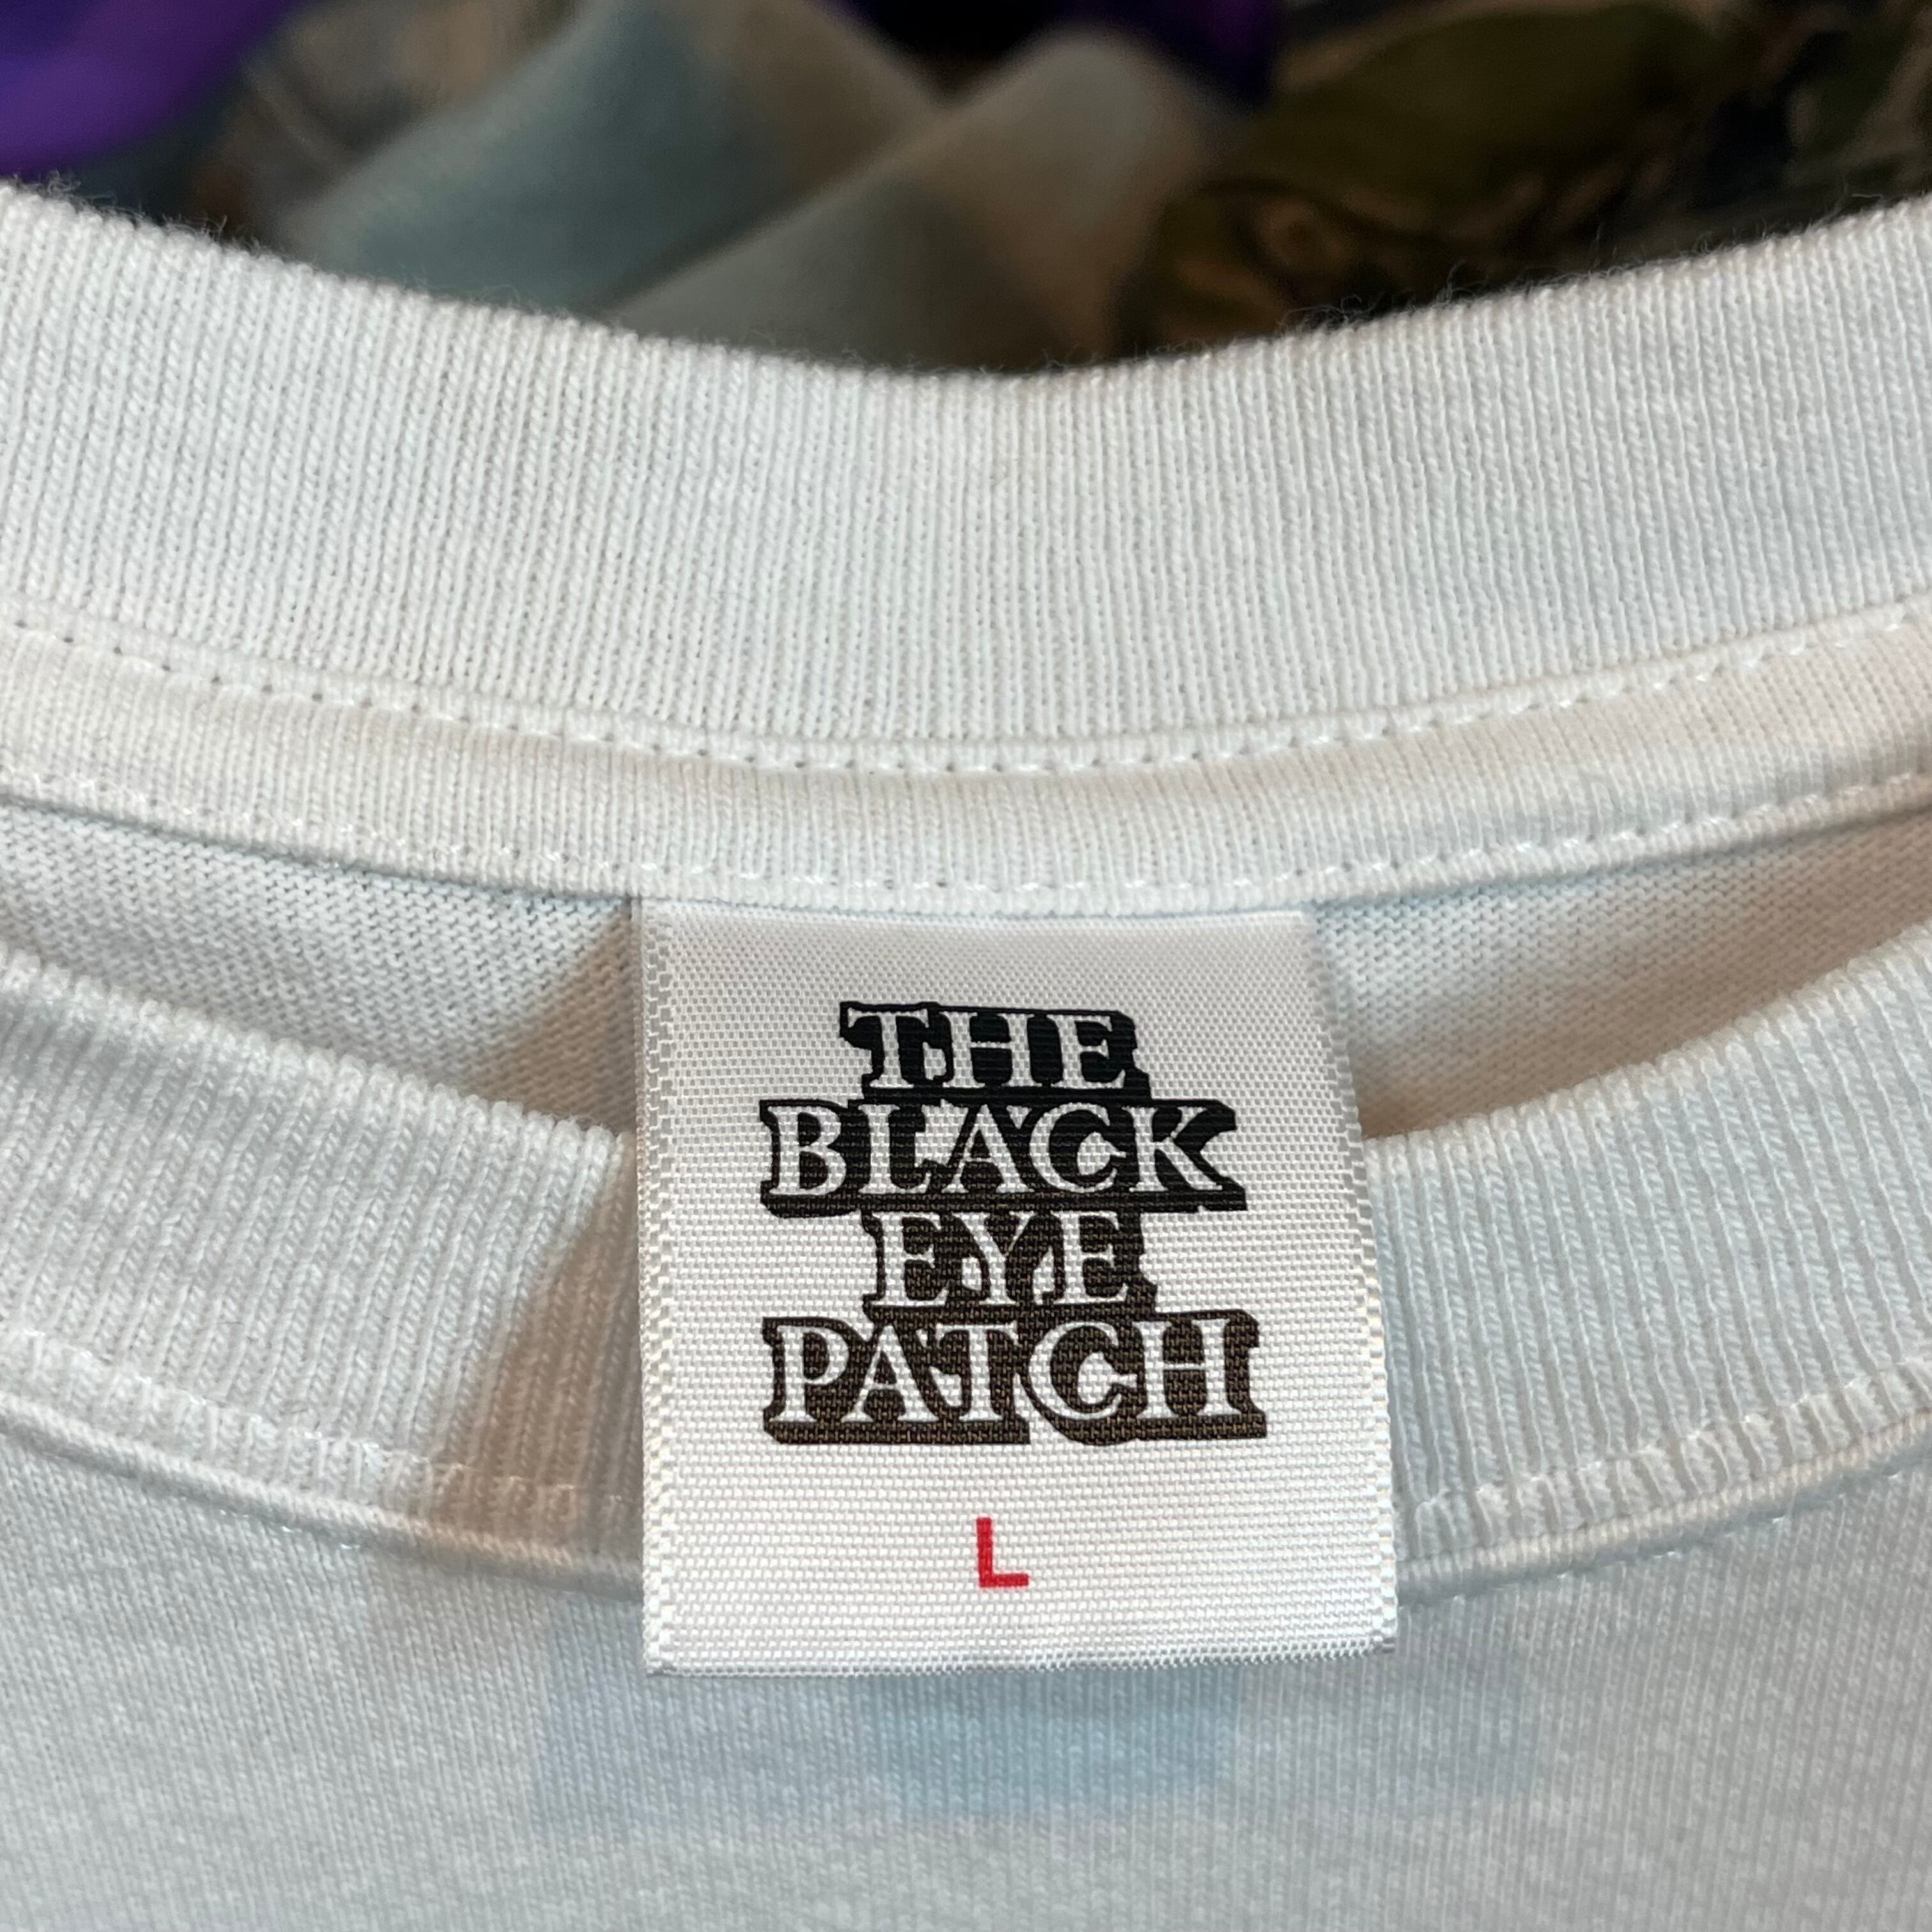 THE
BLACK
EYE
PATCH
L